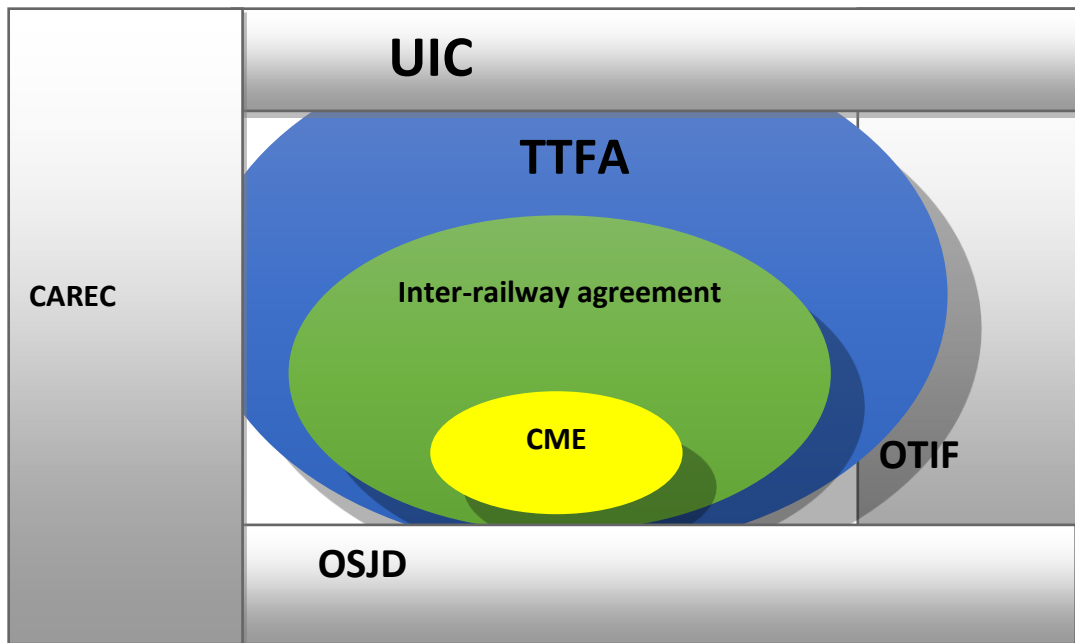 UIC
TTFA
CAREC
Inter-railway agreement
CME
OTIF
OSJD